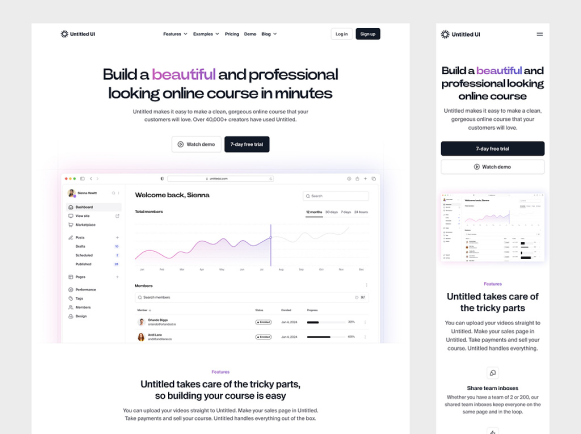 Untitled UI
Features Examples Pricing Demo Blog
Log in Sign up
Build a beautiful and professional
looking online course in minutes
Untitled makes it easy to make a clean, gorgeous online course that your
customers will love. Over 40,000+ creators have used Untitled.
Watch demo 7-day free trial
Sienna Hewitt
Dashboard
View site
Marketplace
Posts
Drafts
Scheduled
Published
Pages
Performance
Tags
Members
Design
untitledui.com
Welcome back, Sienna
Search
Total members
12 months 30 days 7 days 24 hours
Jan Feb Mar Apr May Jun Jul Aug Sep Oct Nov Dec
Members
Search members
Member Status Enrolled Progress
Enrolled Jun 4, 2024 60%
Enrolled Jun 4, 2024
Features
Untitled takes care of the tricky parts,
so building your course is easy
You can upload your videos straight to Untitled. Make your sales page in Untitled.
Take payments and sell your course. Untitled handles everything out of the box.
Untitled UI
Build a beautiful and
professional looking
online course
Untitled makes it easy to make a clean,
gorgeous online course that your
customers will love.
7-day free trial
Watch demo
Features
Untitled takes care of
the tricky parts
You can upload your videos straight to
Untitled. Make your sales page in
Untitled. Take payments and sell your
course. Untitled handles everything.
Share team inboxes
Whether you have a team of 2 or 200, our
shared team inboxes keep everyone on the
same page and in the loop.